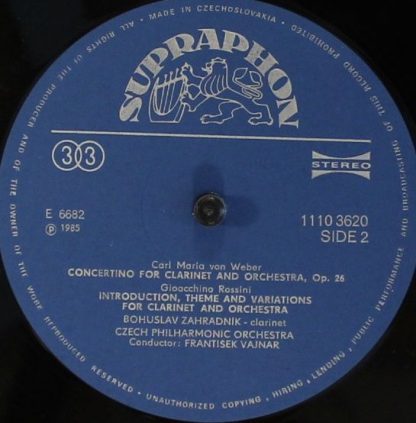 • MADE IN CZECHOSLOVAKIA •
ALL RIGHTS OF THE PRODUCER AND OF THE OWNER OF THE WORK REPRODUCED RESERVED • UNAUTHORIZED COPYING, HIRING, LENDING, PUBLIC PERFORMANCE AND BROADCASTING OF THIS RECORD PROHIBITED
SUPRAPHON
33
STEREO
E 6682
℗ 1985
1110 3620
SIDE 2
Carl Maria von Weber
CONCERTINO FOR CLARINET AND ORCHESTRA, Op. 26
Gioacchino Rossini
INTRODUCTION, THEME AND VARIATIONS
FOR CLARINET AND ORCHESTRA
BOHUSLAV ZAHRADNÍK - clarinet
CZECH PHILHARMONIC ORCHESTRA
Conductor: FRANTIŠEK VAJNAR